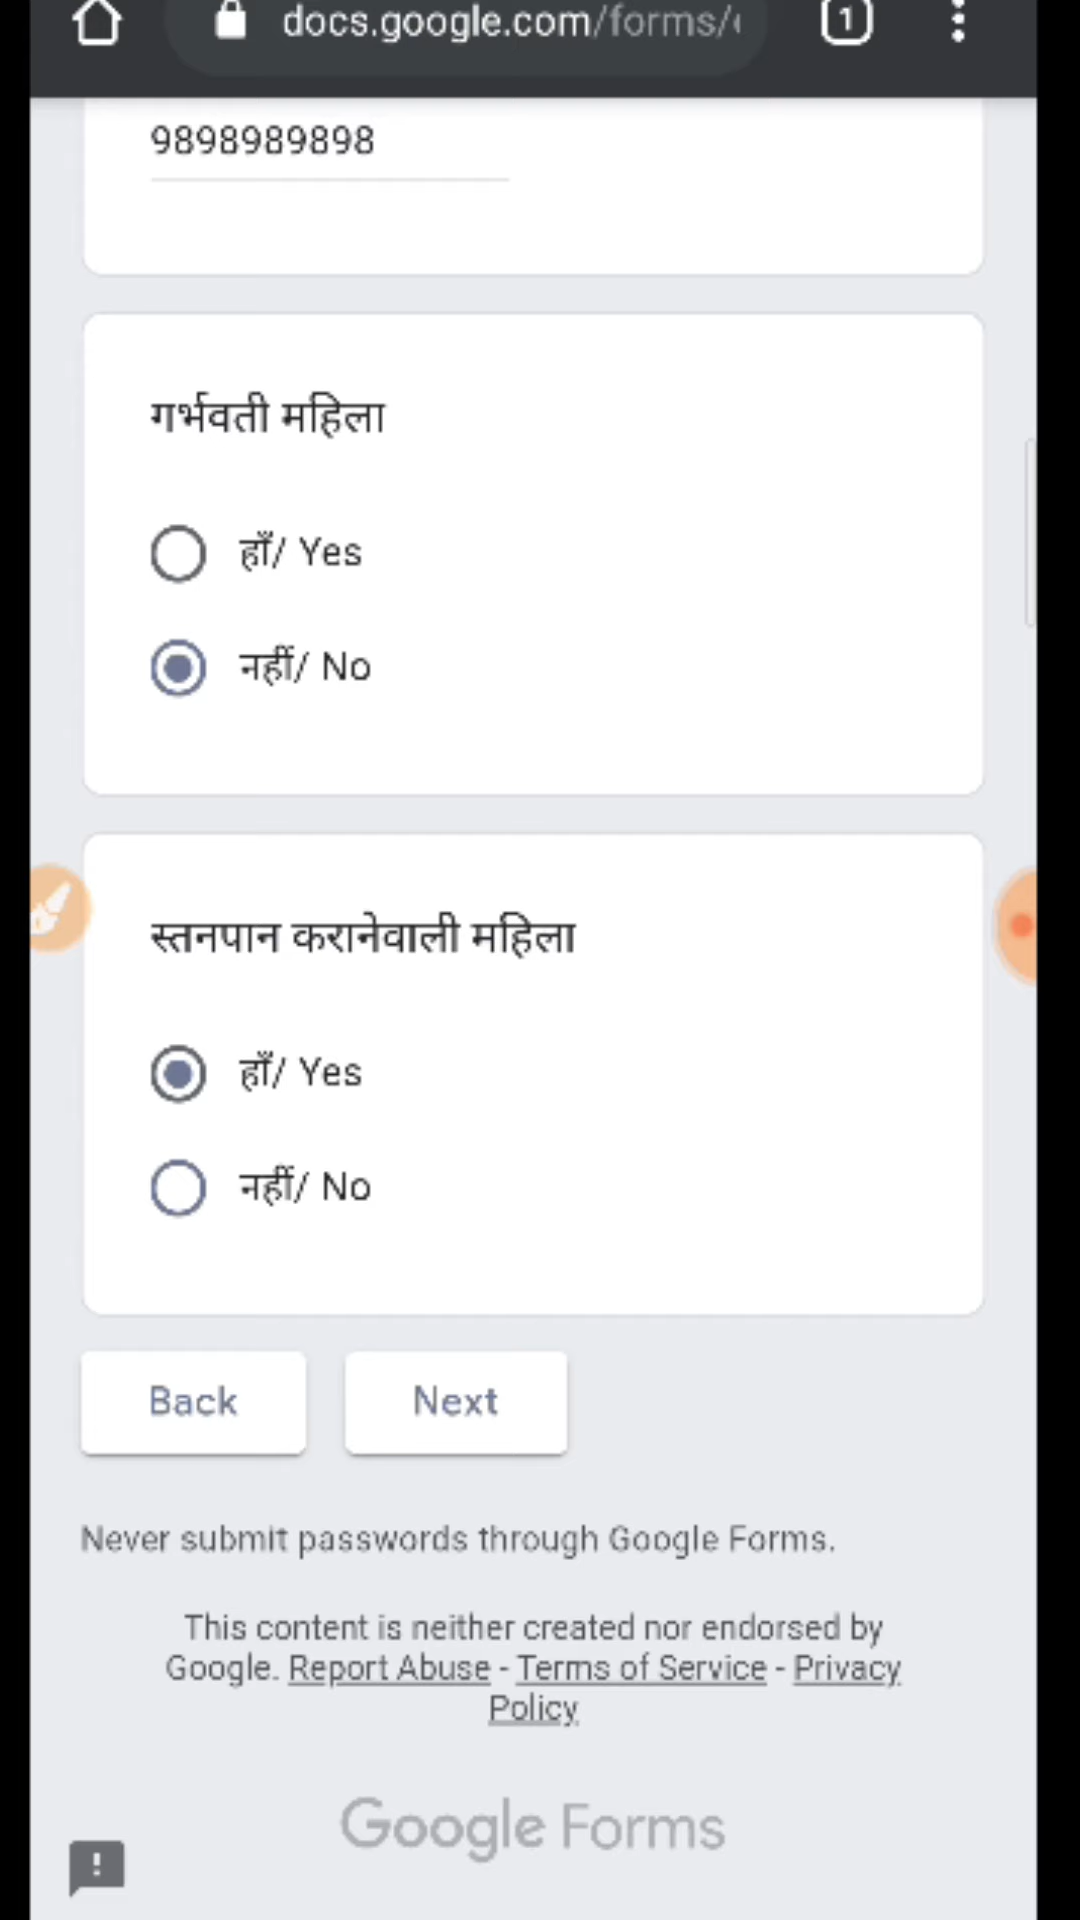 docs.google.com/forms/
1
9898989898
गर्भवती महिला
हाँ/ Yes
नहीं/ No
स्तनपान करानेवाली महिला
हाँ/ Yes
नहीं/ No
Back
Next
Never submit passwords through Google Forms.
This content is neither created nor endorsed by
Google. Report Abuse - Terms of Service - Privacy
Policy
Google Forms